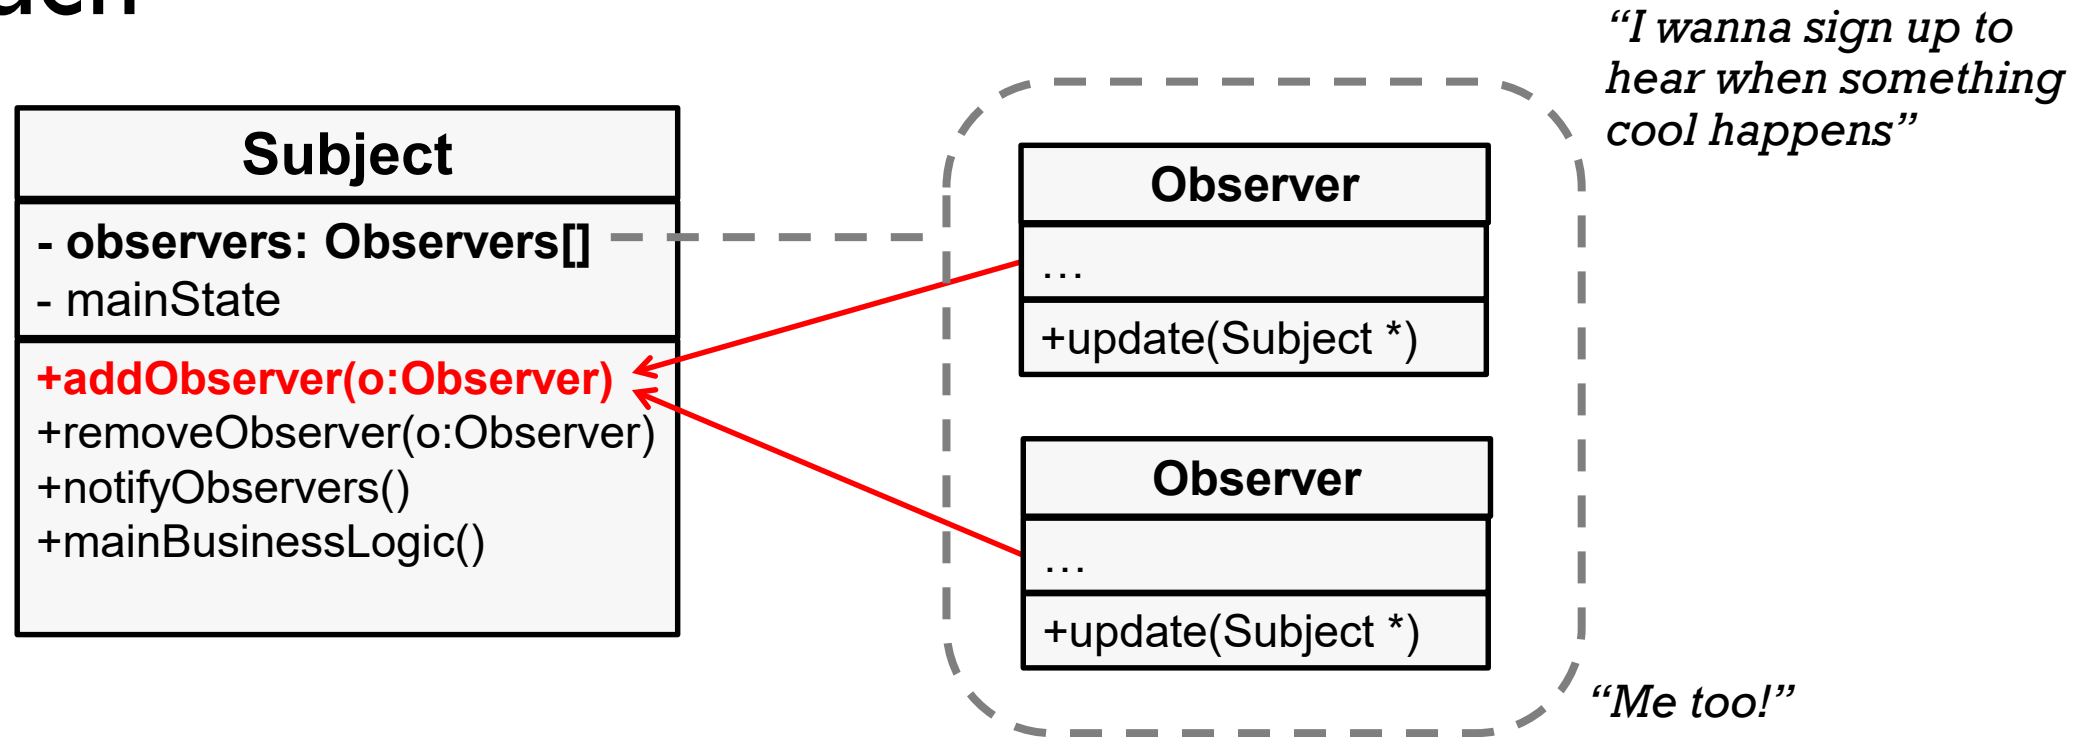 Subject
- observers: Observers[]
- mainState
+addObserver(o:Observer)
+removeObserver(o:Observer)
+notifyObservers()
+mainBusinessLogic()
Observer
…
+update(Subject *)
Observer
…
+update(Subject *)
“I wanna sign up to
hear when something
cool happens”
“Me too!”